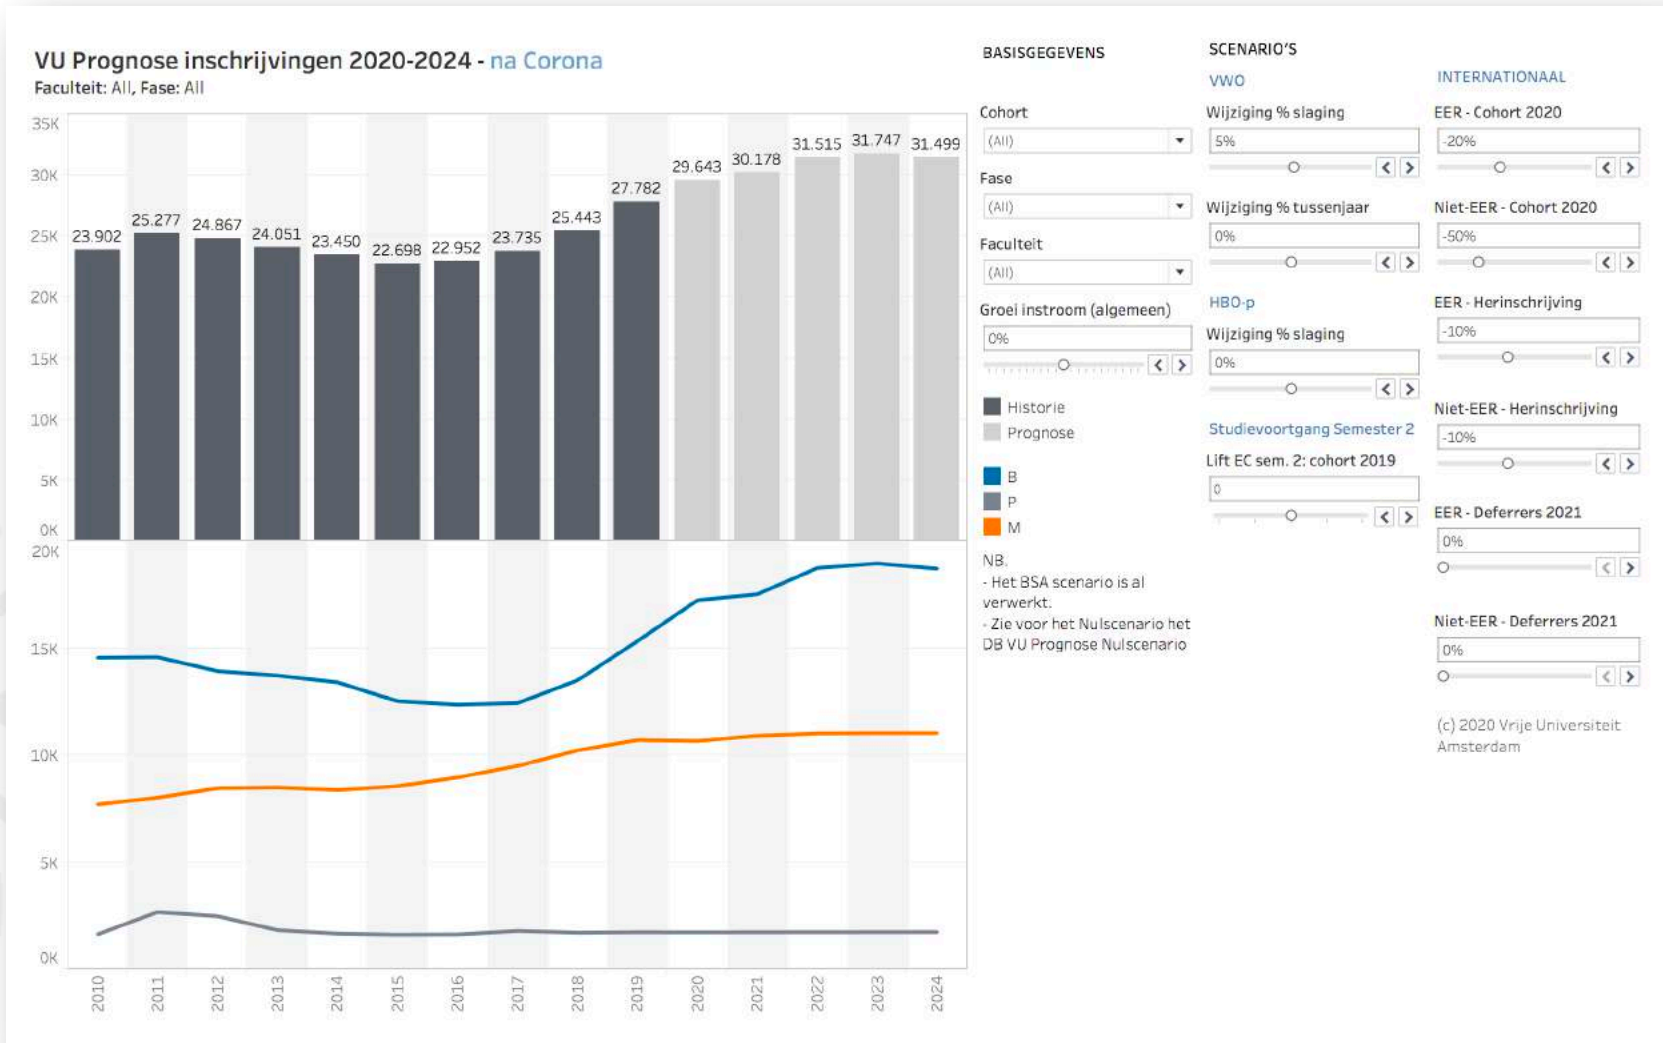 VU Prognose inschrijvingen 2020-2024 - na Corona
Faculteit: All, Fase: All
35K
30K
25K
20K
15K
10K
5K
0K
23.902
25.277
24.867
24.051
23.450
22.698
22.952
23.735
25.443
27.782
29.643
30.178
31.515
31.747
31.499
20K
15K
10K
5K
0K
2010
2011
2012
2013
2014
2015
2016
2017
2018
2019
2020
2021
2022
2023
2024
BASISGEGEVENS
Cohort
(All)
Fase
(All)
Faculteit
(All)
Groei instroom (algemeen)
0%
Historie
Prognose
B
P
M
NB.
- Het BSA scenario is al
verwerkt.
- Zie voor het Nulscenario het
DB VU Prognose Nulscenario
SCENARIO'S
VWO
Wijziging % slaging
5%
Wijziging % tussenjaar
0%
HBO-p
Wijziging % slaging
0%
Studievoortgang Semester 2
Lift EC sem. 2: cohort 2019
0
INTERNATIONAAL
EER - Cohort 2020
-20%
Niet-EER - Cohort 2020
-50%
EER - Herinschrijving
-10%
Niet-EER - Herinschrijving
-10%
EER - Deferrers 2021
0%
Niet-EER - Deferrers 2021
0%
(c) 2020 Vrije Universiteit
Amsterdam